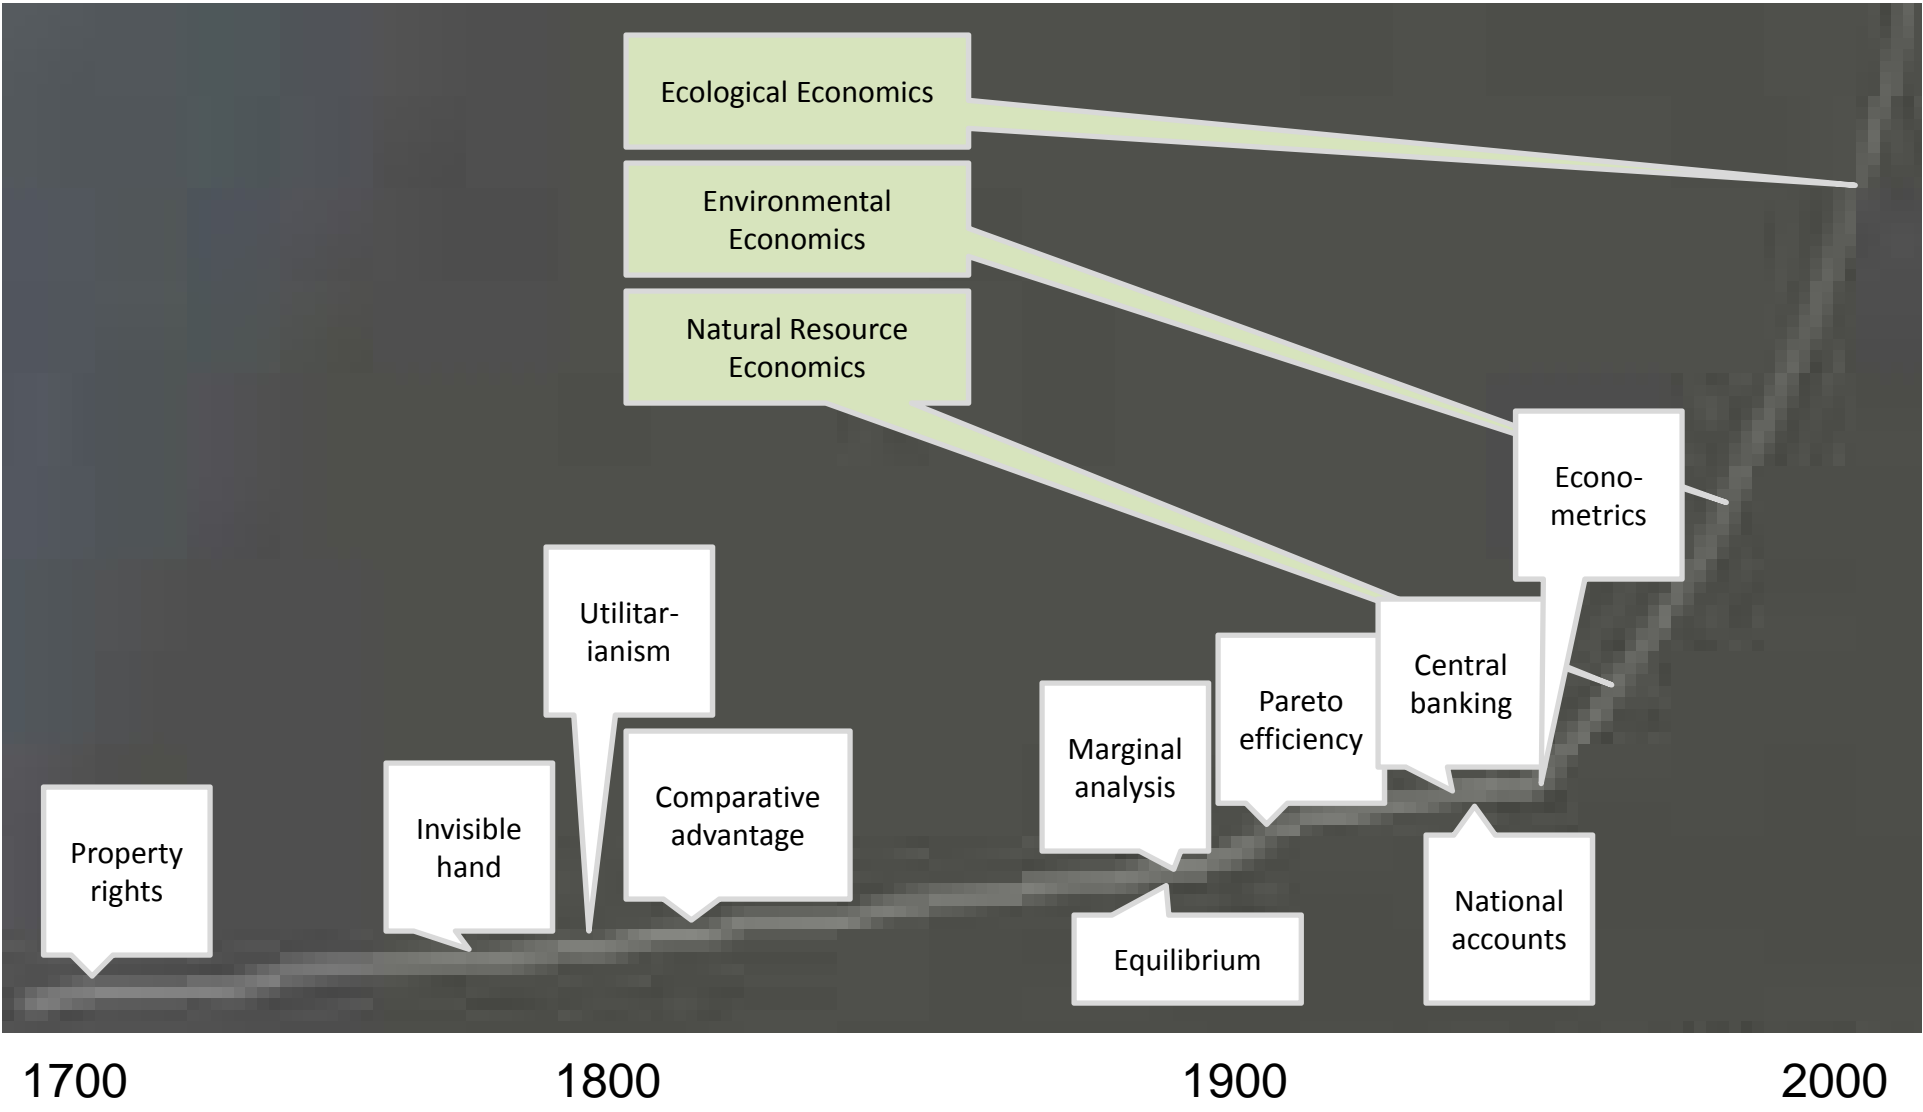 Ecological Economics
Environmental
Economics
Natural Resource
Economics
Econo-
metrics
Utilitar-
ianism
Central
banking
Pareto
efficiency
Marginal
analysis
Comparative
advantage
Invisible
hand
Property
rights
National
accounts
Equilibrium
1700
1800
1900
2000